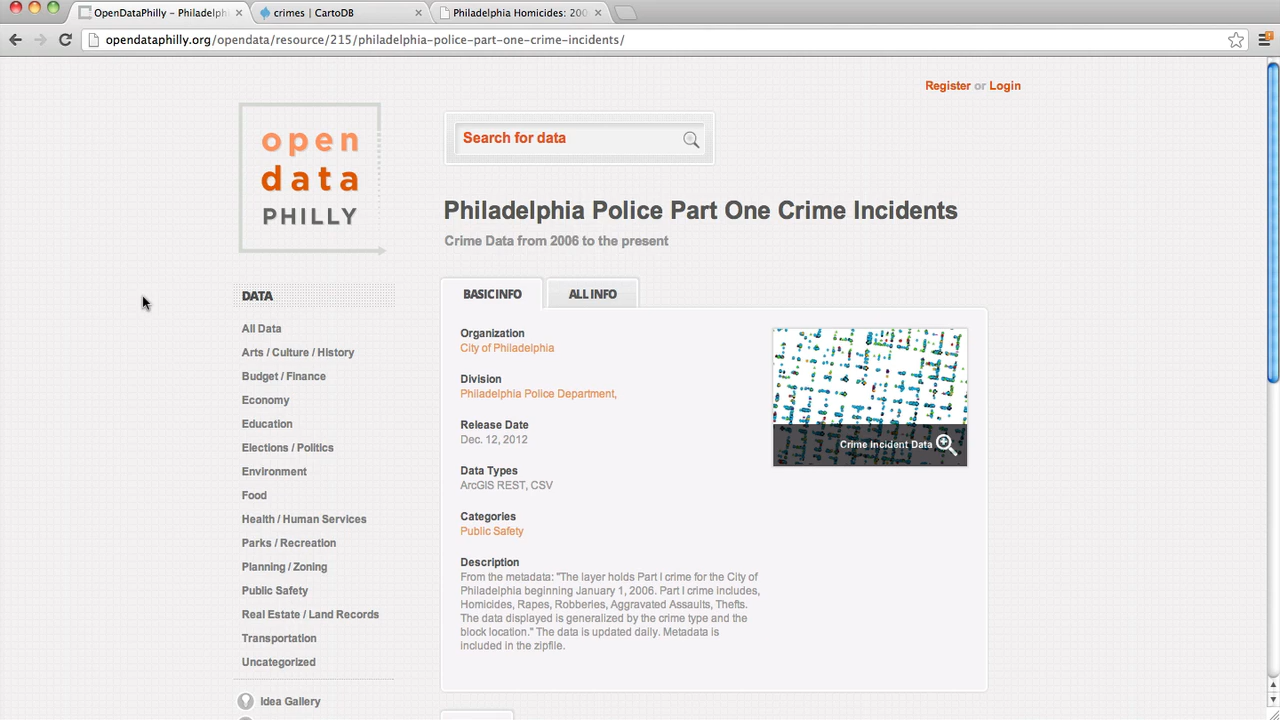 OpenDataPhilly – Philadelph
crimes | CartoDB
Philadelphia Homicides: 200
opendataphilly.org/opendata/resource/215/philadelphia-police-part-one-crime-incidents/
Register or Login
open
data
PHILLY
Search for data
Philadelphia Police Part One Crime Incidents
Crime Data from 2006 to the present
DATA
All Data
Arts / Culture / History
Budget / Finance
Economy
Education
Elections / Politics
Environment
Food
Health / Human Services
Parks / Recreation
Planning / Zoning
Public Safety
Real Estate / Land Records
Transportation
Uncategorized
Idea Gallery
BASIC INFO
ALL INFO
Organization
City of Philadelphia
Division
Philadelphia Police Department,
Release Date
Dec. 12, 2012
Data Types
ArcGIS REST, CSV
Categories
Public Safety
Description
From the metadata: "The layer holds Part I crime for the City of
Philadelphia beginning January 1, 2006. Part I crime includes,
Homicides, Rapes, Robberies, Aggravated Assaults, Thefts.
The data displayed is generalized by the crime type and the
block location." The data is updated daily. Metadata is
included in the zipfile.
Crime Incident Data